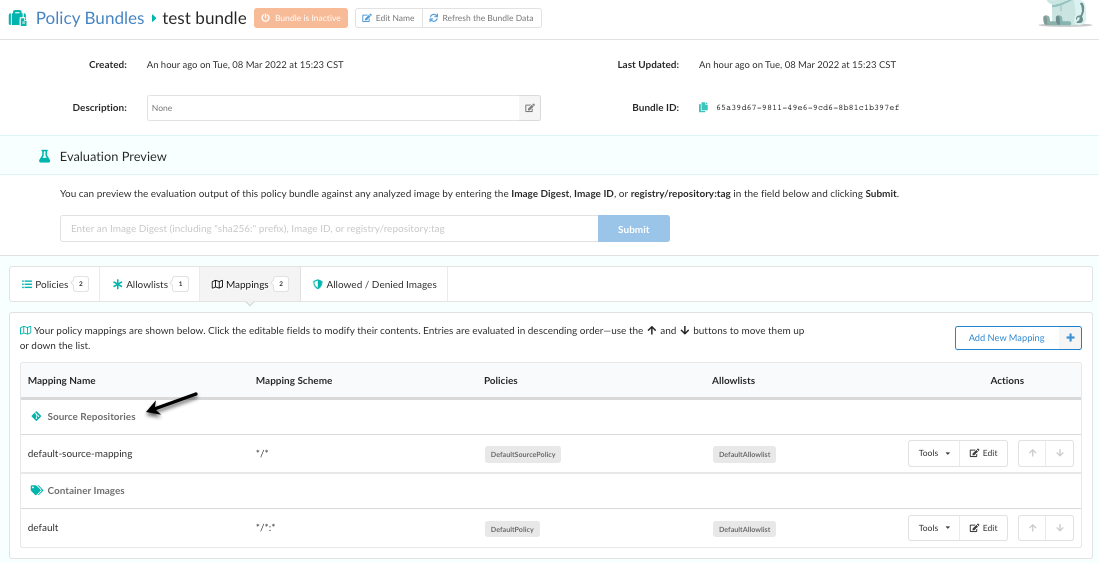 Policy Bundles test bundle Bundle is Inactive Edit Name Refresh the Bundle Data
Created: An hour ago on Tue, 08 Mar 2022 at 15:23 CST Last Updated: An hour ago on Tue, 08 Mar 2022 at 15:23 CST
Description: None Bundle ID: 65a39d67-9811-49e6-9cd6-8b81c1b397ef
Evaluation Preview
You can preview the evaluation output of this policy bundle against any analyzed image by entering the Image Digest, Image ID, or registry/repository:tag in the field below and clicking Submit.
Enter an Image Digest (including "sha256:" prefix), Image ID, or registry/repository:tag Submit
Policies 2 Allowlists 1 Mappings 2 Allowed / Denied Images
Your policy mappings are shown below. Click the editable fields to modify their contents. Entries are evaluated in descending order—use the ↑ and ↓ buttons to move them up
or down the list.
Add New Mapping +
Mapping Name Mapping Scheme Policies Allowlists Actions
Source Repositories
default-source-mapping */* DefaultSourcePolicy DefaultAllowlist Tools Edit
Container Images
default */*:* DefaultPolicy DefaultAllowlist Tools Edit